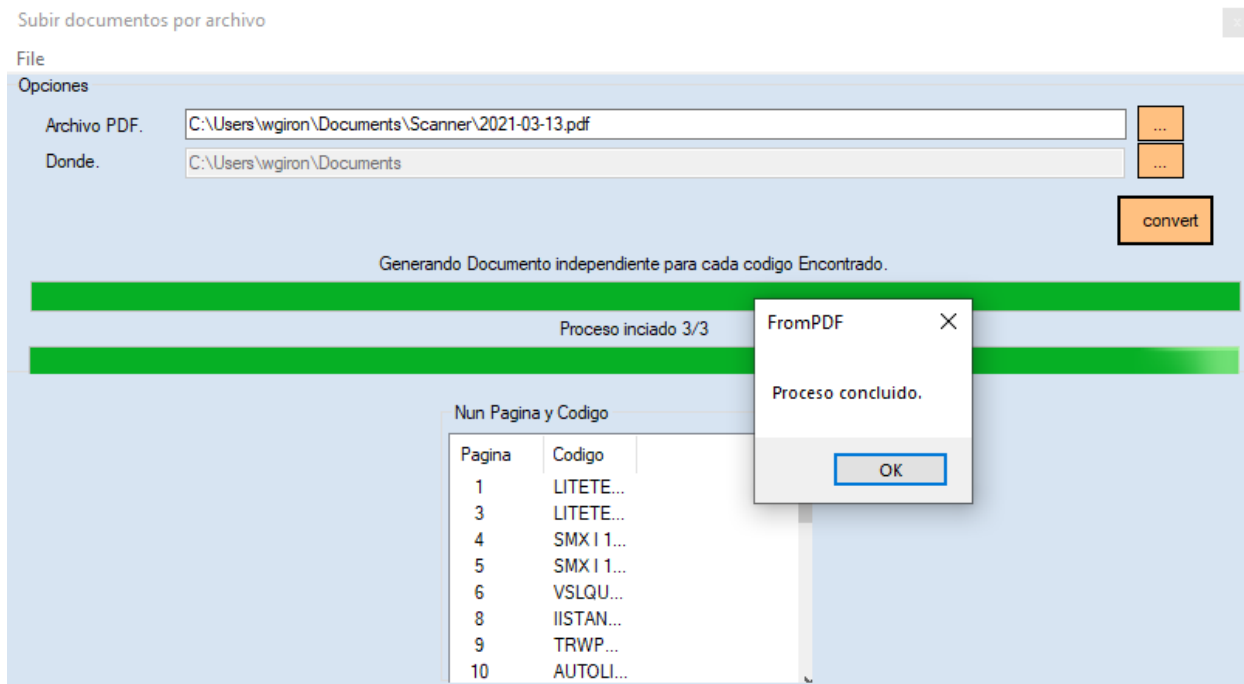 Subir documentos por archivo
File
Opciones
Archivo PDF. C:\Users\wgiron\Documents\Scanner\2021-03-13.pdf ...
Donde. C:\Users\wgiron\Documents ...
convert
Generando Documento independiente para cada codigo Encontrado.
Proceso inciado 3/3
FromPDF
Proceso concluido.
OK
Nun Pagina y Codigo
Pagina Codigo
1 LITETE...
3 LITETE...
4 SMX I 1...
5 SMX I 1...
6 VSLQU...
8 IISTAN...
9 TRWP...
10 AUTOLI...